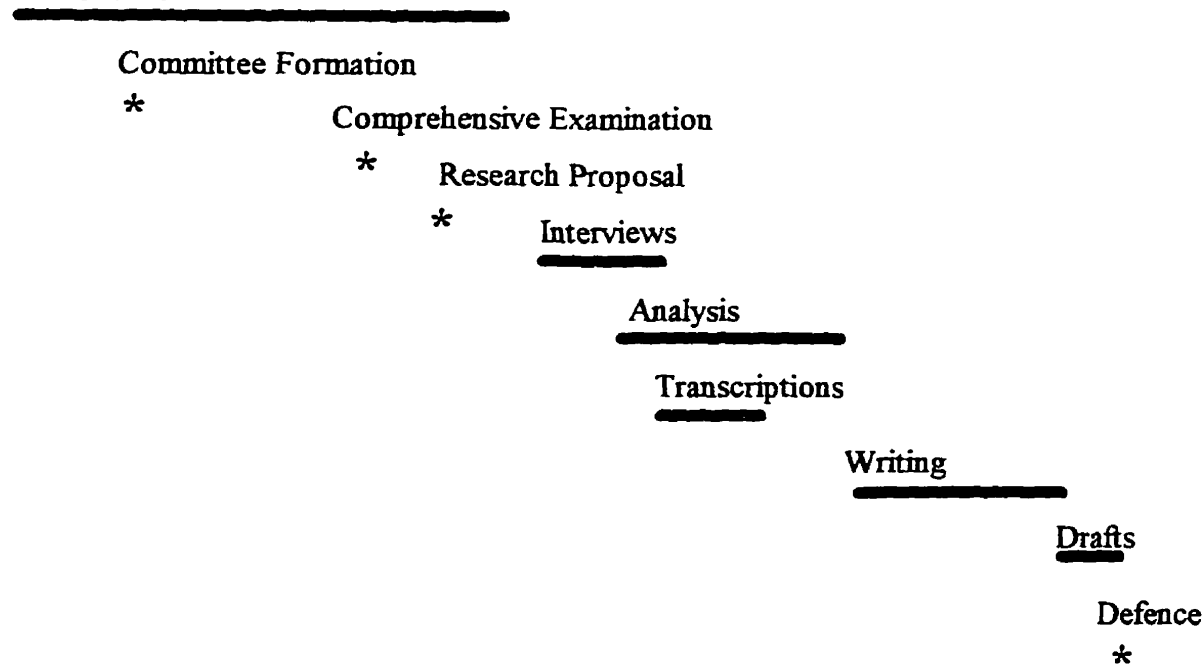 Committee Formation
*
Comprehensive Examination
*
Research Proposal
*
Interviews
Analysis
Transcriptions
Writing
Drafts
Defence
*